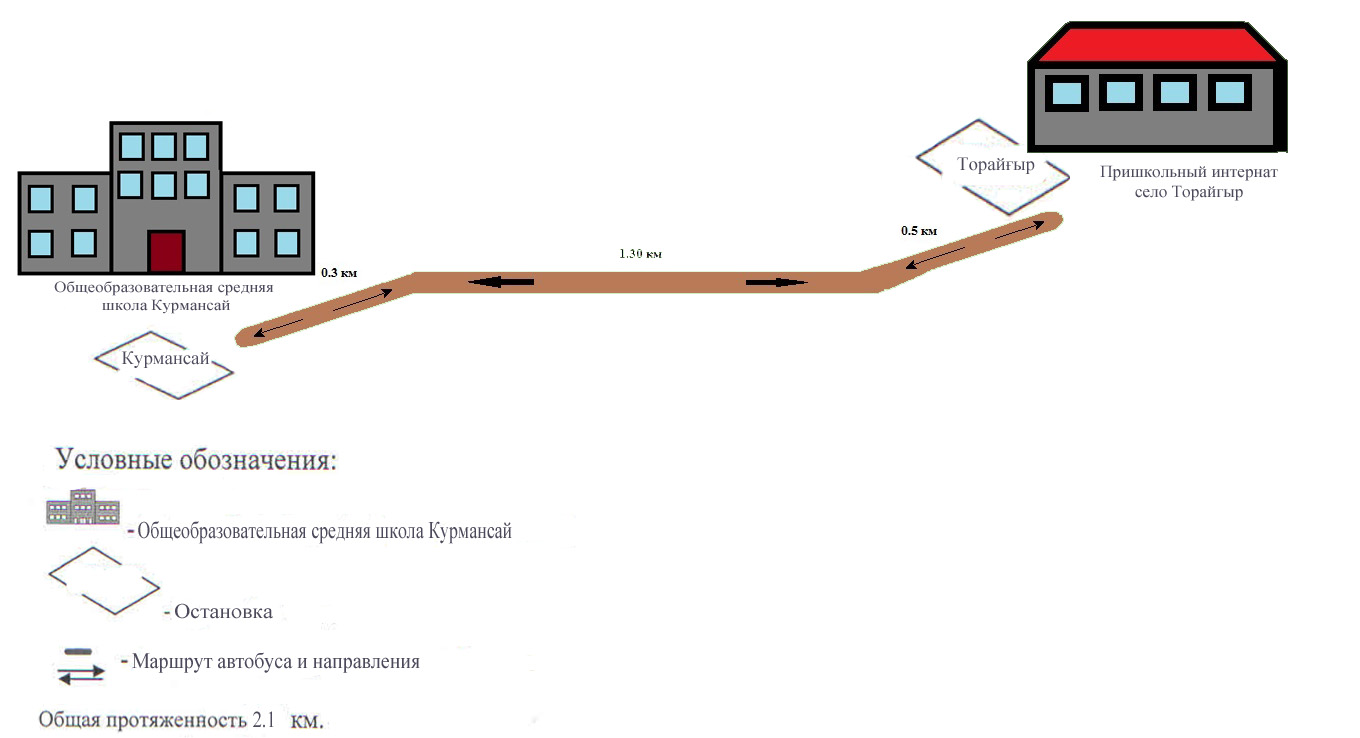 Торайғыр
Пришкольный интернат
село Торайгыр
0.5 км
1.30 км
0.3 км
Общеобразовательная средняя
школа Курмансай
Курмансай
Условные обозначения:
- Общеобразовательная средняя школа Курмансай
- Остановка
- Маршрут автобуса и направления
Общая протяженность 2.1 км.